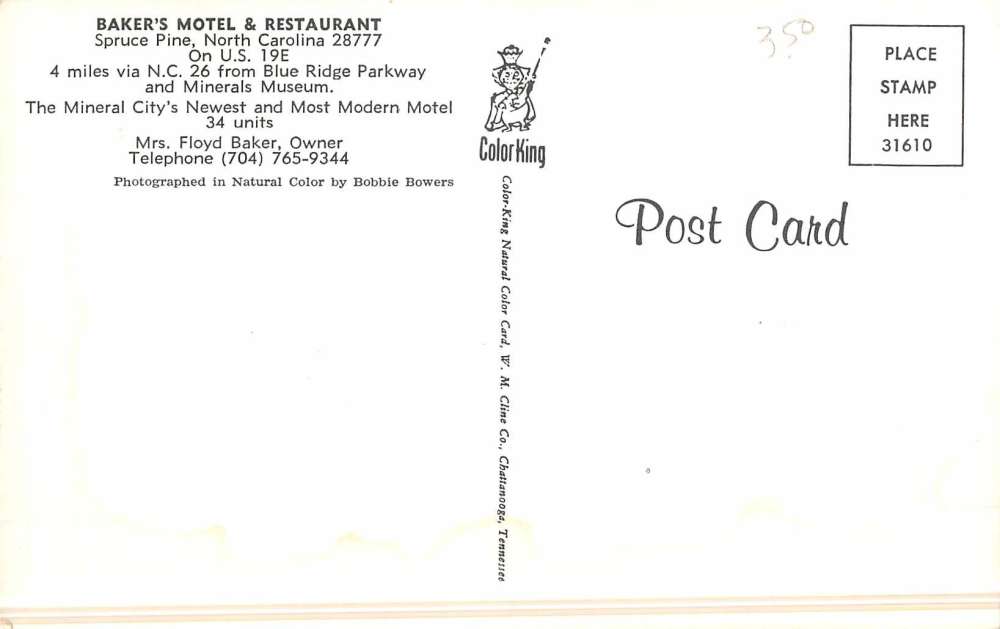 BAKER'S MOTEL & RESTAURANT
Spruce Pine, North Carolina 28777
On U.S. 19E
4 miles via N.C. 26 from Blue Ridge Parkway
and Minerals Museum.
The Mineral City's Newest and Most Modern Motel
34 units
Mrs. Floyd Baker, Owner
Telephone (704) 765-9344
Photographed in Natural Color by Bobbie Bowers
ColorKing
Color-King Natural Color Card, W. M. Cline Co., Chattanooga, Tennessee
350
PLACE
STAMP
HERE
31610
Post Card